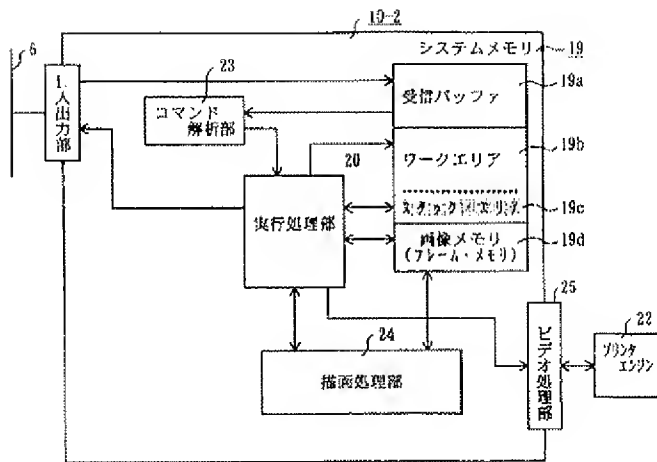 10-2
6
システムメモリ 19
1.
入出力部
23
コマンド
解析部
受信バッファ
19a
20
ワークエリア
19b
実行処理部
19c
画像メモリ
(フレーム・メモリ)
19d
24
描画処理部
25
ビデオ処理部
22
プリンタ
エンジン